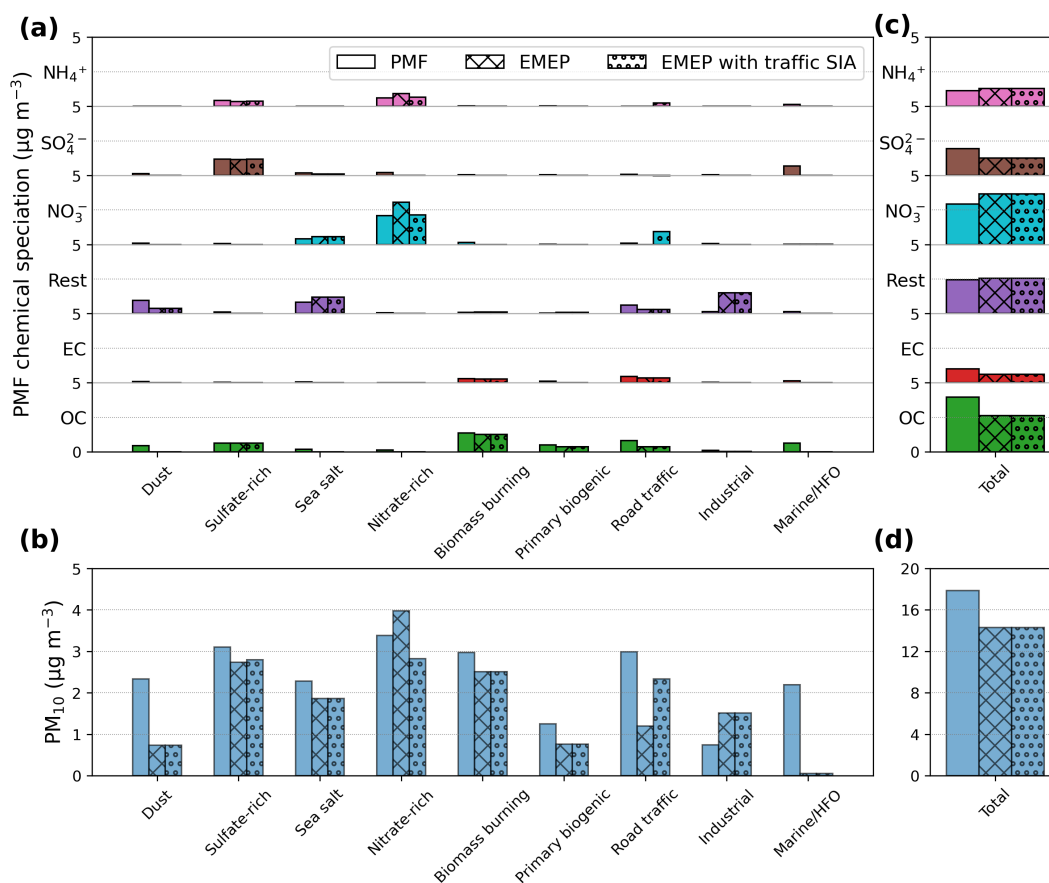 (a)
(c)
PMF
EMEP
EMEP with traffic SIA
PMF chemical speciation (µg m⁻³)
5
NH₄⁺
5
SO₄²⁻
5
NO₃⁻
5
Rest
5
EC
5
OC
0
Dust
Sulfate-rich
Sea salt
Nitrate-rich
Biomass burning
Primary biogenic
Road traffic
Industrial
Marine/HFO
5
NH₄⁺
5
SO₄²⁻
5
NO₃⁻
5
Rest
5
EC
5
OC
0
Total
(b)
(d)
PM₁₀ (µg m⁻³)
5
4
3
2
1
0
Dust
Sulfate-rich
Sea salt
Nitrate-rich
Biomass burning
Primary biogenic
Road traffic
Industrial
Marine/HFO
20
16
12
8
4
0
Total